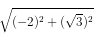 √((-2)² + (√3)²)